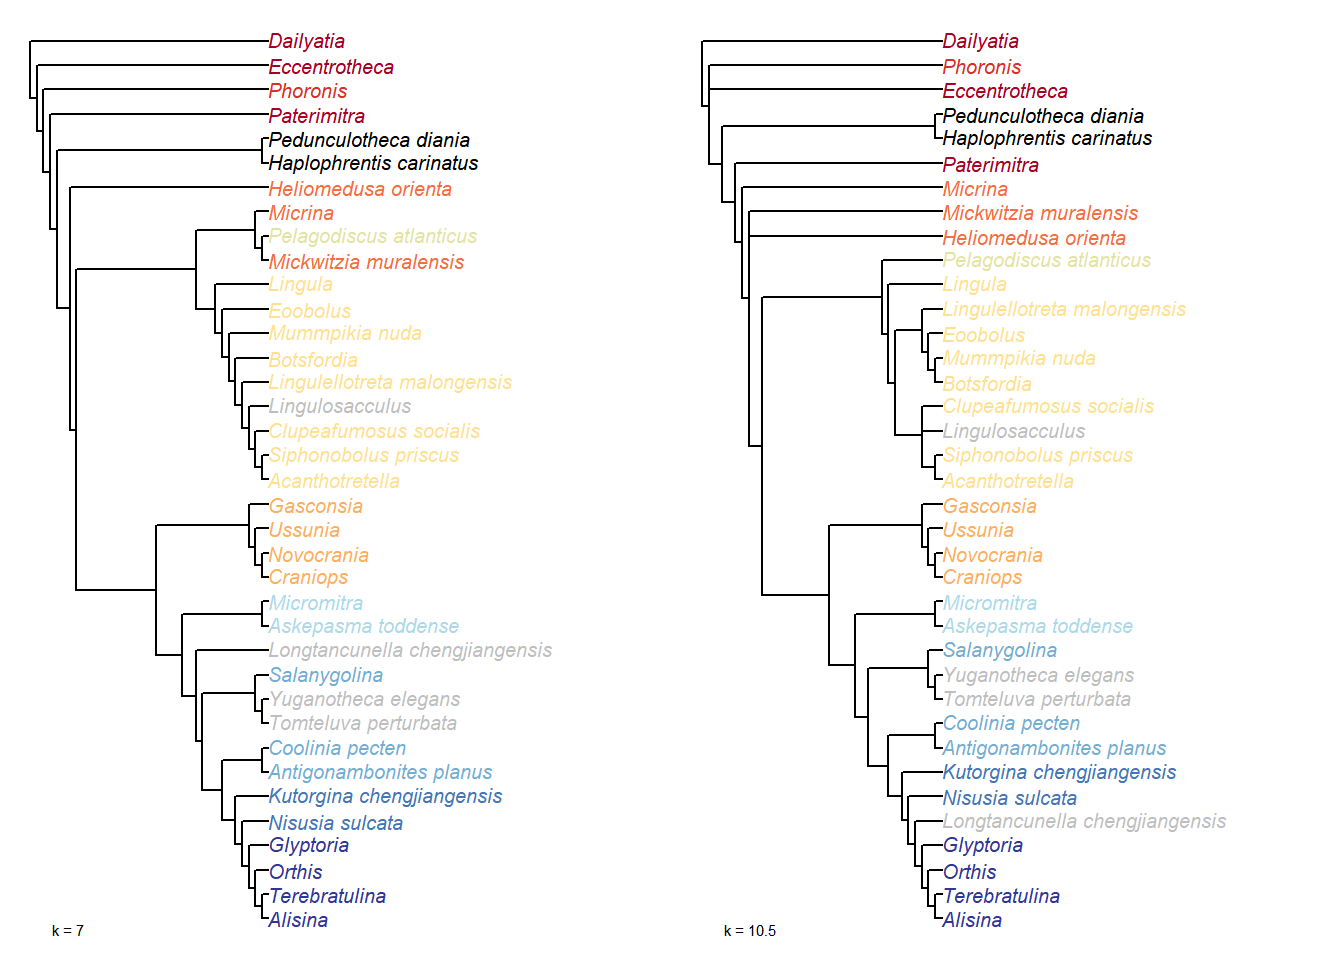 Dailyatia
Eccentrotheca
Phoronis
Paterimitra
Pedunculotheca diania
Haplophrentis carinatus
Heliomedusa orienta
Micrina
Pelagodiscus atlanticus
Mickwitzia muralensis
Lingula
Eoobolus
Mummpikia nuda
Botsfordia
Lingulellotreta malongensis
Lingulosacculus
Clupeafumosus socialis
Siphonobolus priscus
Acanthotretella
Gasconsia
Ussunia
Novocrania
Craniops
Micromitra
Askepasma toddense
Longtancunella chengjiangensis
Salanygolina
Yuganotheca elegans
Tomteluva perturbata
Coolinia pecten
Antigonambonites planus
Kutorgina chengjiangensis
Nisusia sulcata
Glyptoria
Orthis
Terebratulina
Alisina
k = 7
Dailyatia
Phoronis
Eccentrotheca
Pedunculotheca diania
Haplophrentis carinatus
Paterimitra
Micrina
Mickwitzia muralensis
Heliomedusa orienta
Pelagodiscus atlanticus
Lingula
Lingulellotreta malongensis
Eoobolus
Mummpikia nuda
Botsfordia
Clupeafumosus socialis
Lingulosacculus
Siphonobolus priscus
Acanthotretella
Gasconsia
Ussunia
Novocrania
Craniops
Micromitra
Askepasma toddense
Salanygolina
Yuganotheca elegans
Tomteluva perturbata
Coolinia pecten
Antigonambonites planus
Kutorgina chengjiangensis
Nisusia sulcata
Longtancunella chengjiangensis
Glyptoria
Orthis
Terebratulina
Alisina
k = 10.5